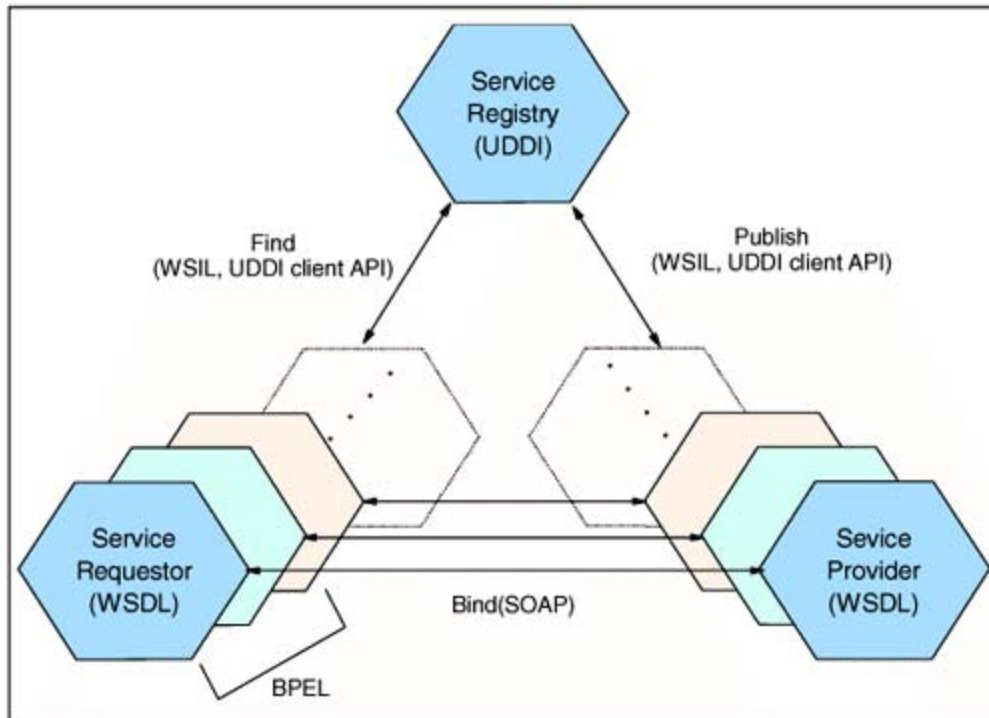 Service
Registry
(UDDI)
Find
(WSIL, UDDI client API)
Publish
(WSIL, UDDI client API)
Service
Requestor
(WSDL)
Sevice
Provider
(WSDL)
Bind(SOAP)
BPEL